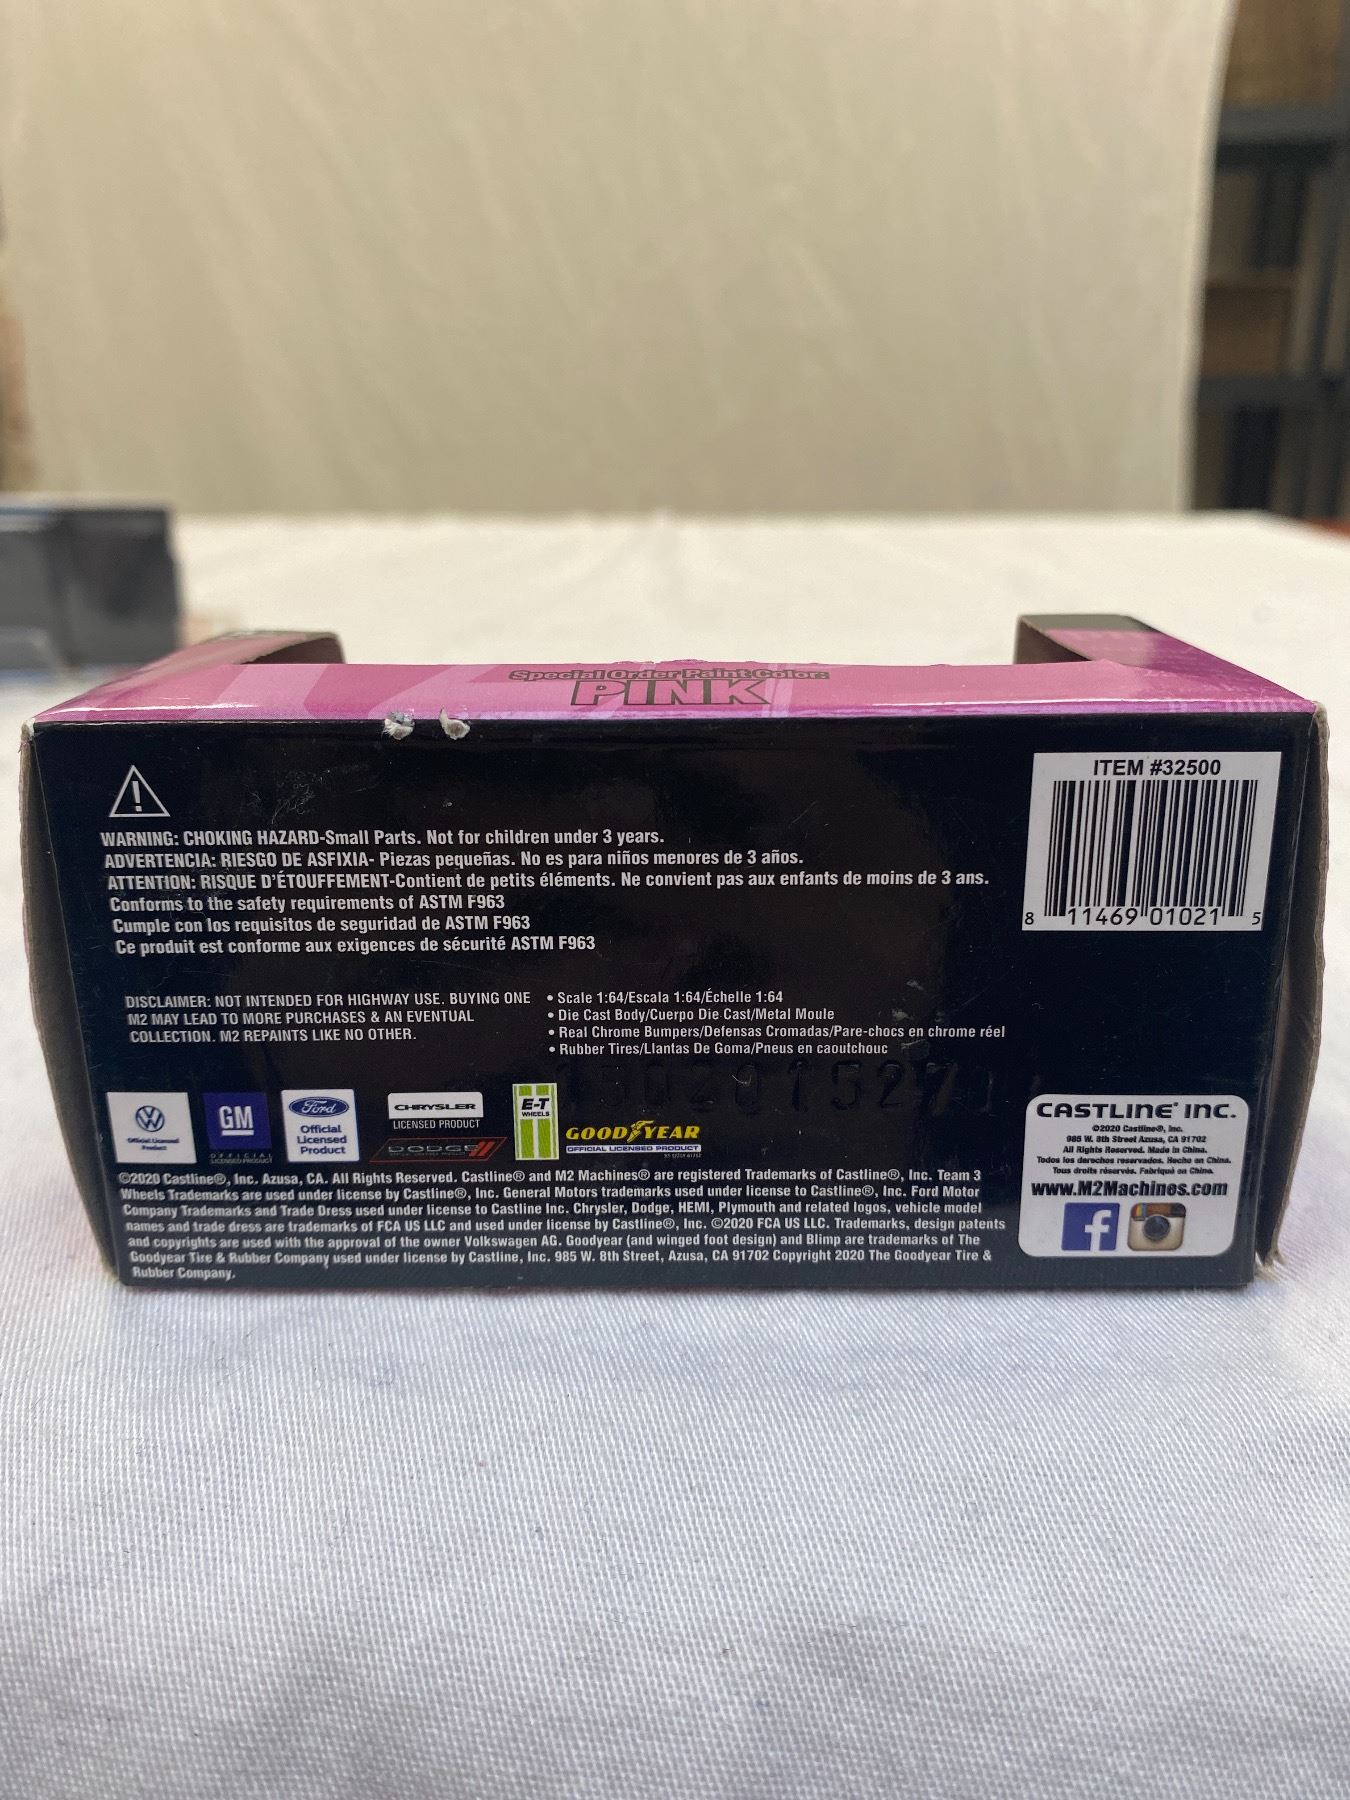 Special Order Paint Color:
PINK
ITEM #32500
8 11469 01021 5
WARNING: CHOKING HAZARD-Small Parts. Not for children under 3 years.
ADVERTENCIA: RIESGO DE ASFIXIA- Piezas pequeñas. No es para niños menores de 3 años.
ATTENTION: RISQUE D'ÉTOUFFEMENT-Contient de petits éléments. Ne convient pas aux enfants de moins de 3 ans.
Conforms to the safety requirements of ASTM F963
Cumple con los requisitos de seguridad de ASTM F963
Ce produit est conforme aux exigences de sécurité ASTM F963
DISCLAIMER: NOT INTENDED FOR HIGHWAY USE. BUYING ONE
M2 MAY LEAD TO MORE PURCHASES & AN EVENTUAL
COLLECTION. M2 REPAINTS LIKE NO OTHER.
• Scale 1:64/Escala 1:64/Échelle 1:64
• Die Cast Body/Cuerpo Die Cast/Metal Moule
• Real Chrome Bumpers/Defensas Cromadas/Pare-chocs en chrome réel
• Rubber Tires/Llantas De Goma/Pneus en caoutchouc
Official Licensed
Product
GM
OFFICIAL
LICENSED PRODUCT
Ford
Official
Licensed
Product
CHRYSLER
LICENSED PRODUCT
DODGE
E-T
WHEELS
GOODYEAR
OFFICIAL LICENSED PRODUCT
©2020 Castline®, Inc. Azusa, CA. All Rights Reserved. Castline® and M2 Machines® are registered Trademarks of Castline®, Inc. Team 3
Wheels Trademarks are used under license by Castline®, Inc. General Motors trademarks used under license to Castline®, Inc. Ford Motor
Company Trademarks and Trade Dress used under license to Castline Inc. Chrysler, Dodge, HEMI, Plymouth and related logos, vehicle model
names and trade dress are trademarks of FCA US LLC and used under license by Castline®, Inc. ©2020 FCA US LLC. Trademarks, design patents
and copyrights are used with the approval of the owner Volkswagen AG. Goodyear (and winged foot design) and Blimp are trademarks of The
Goodyear Tire & Rubber Company used under license by Castline, Inc. 985 W. 8th Street, Azusa, CA 91702 Copyright 2020 The Goodyear Tire &
Rubber Company.
CASTLINE® INC.
©2020 Castline®, Inc.
985 W. 8th Street Azusa, CA 91702
All Rights Reserved. Made in China.
Todos los derechos reservados. Hecho en China.
Tous droits réservés. Fabriqué en China.
www.M2Machines.com